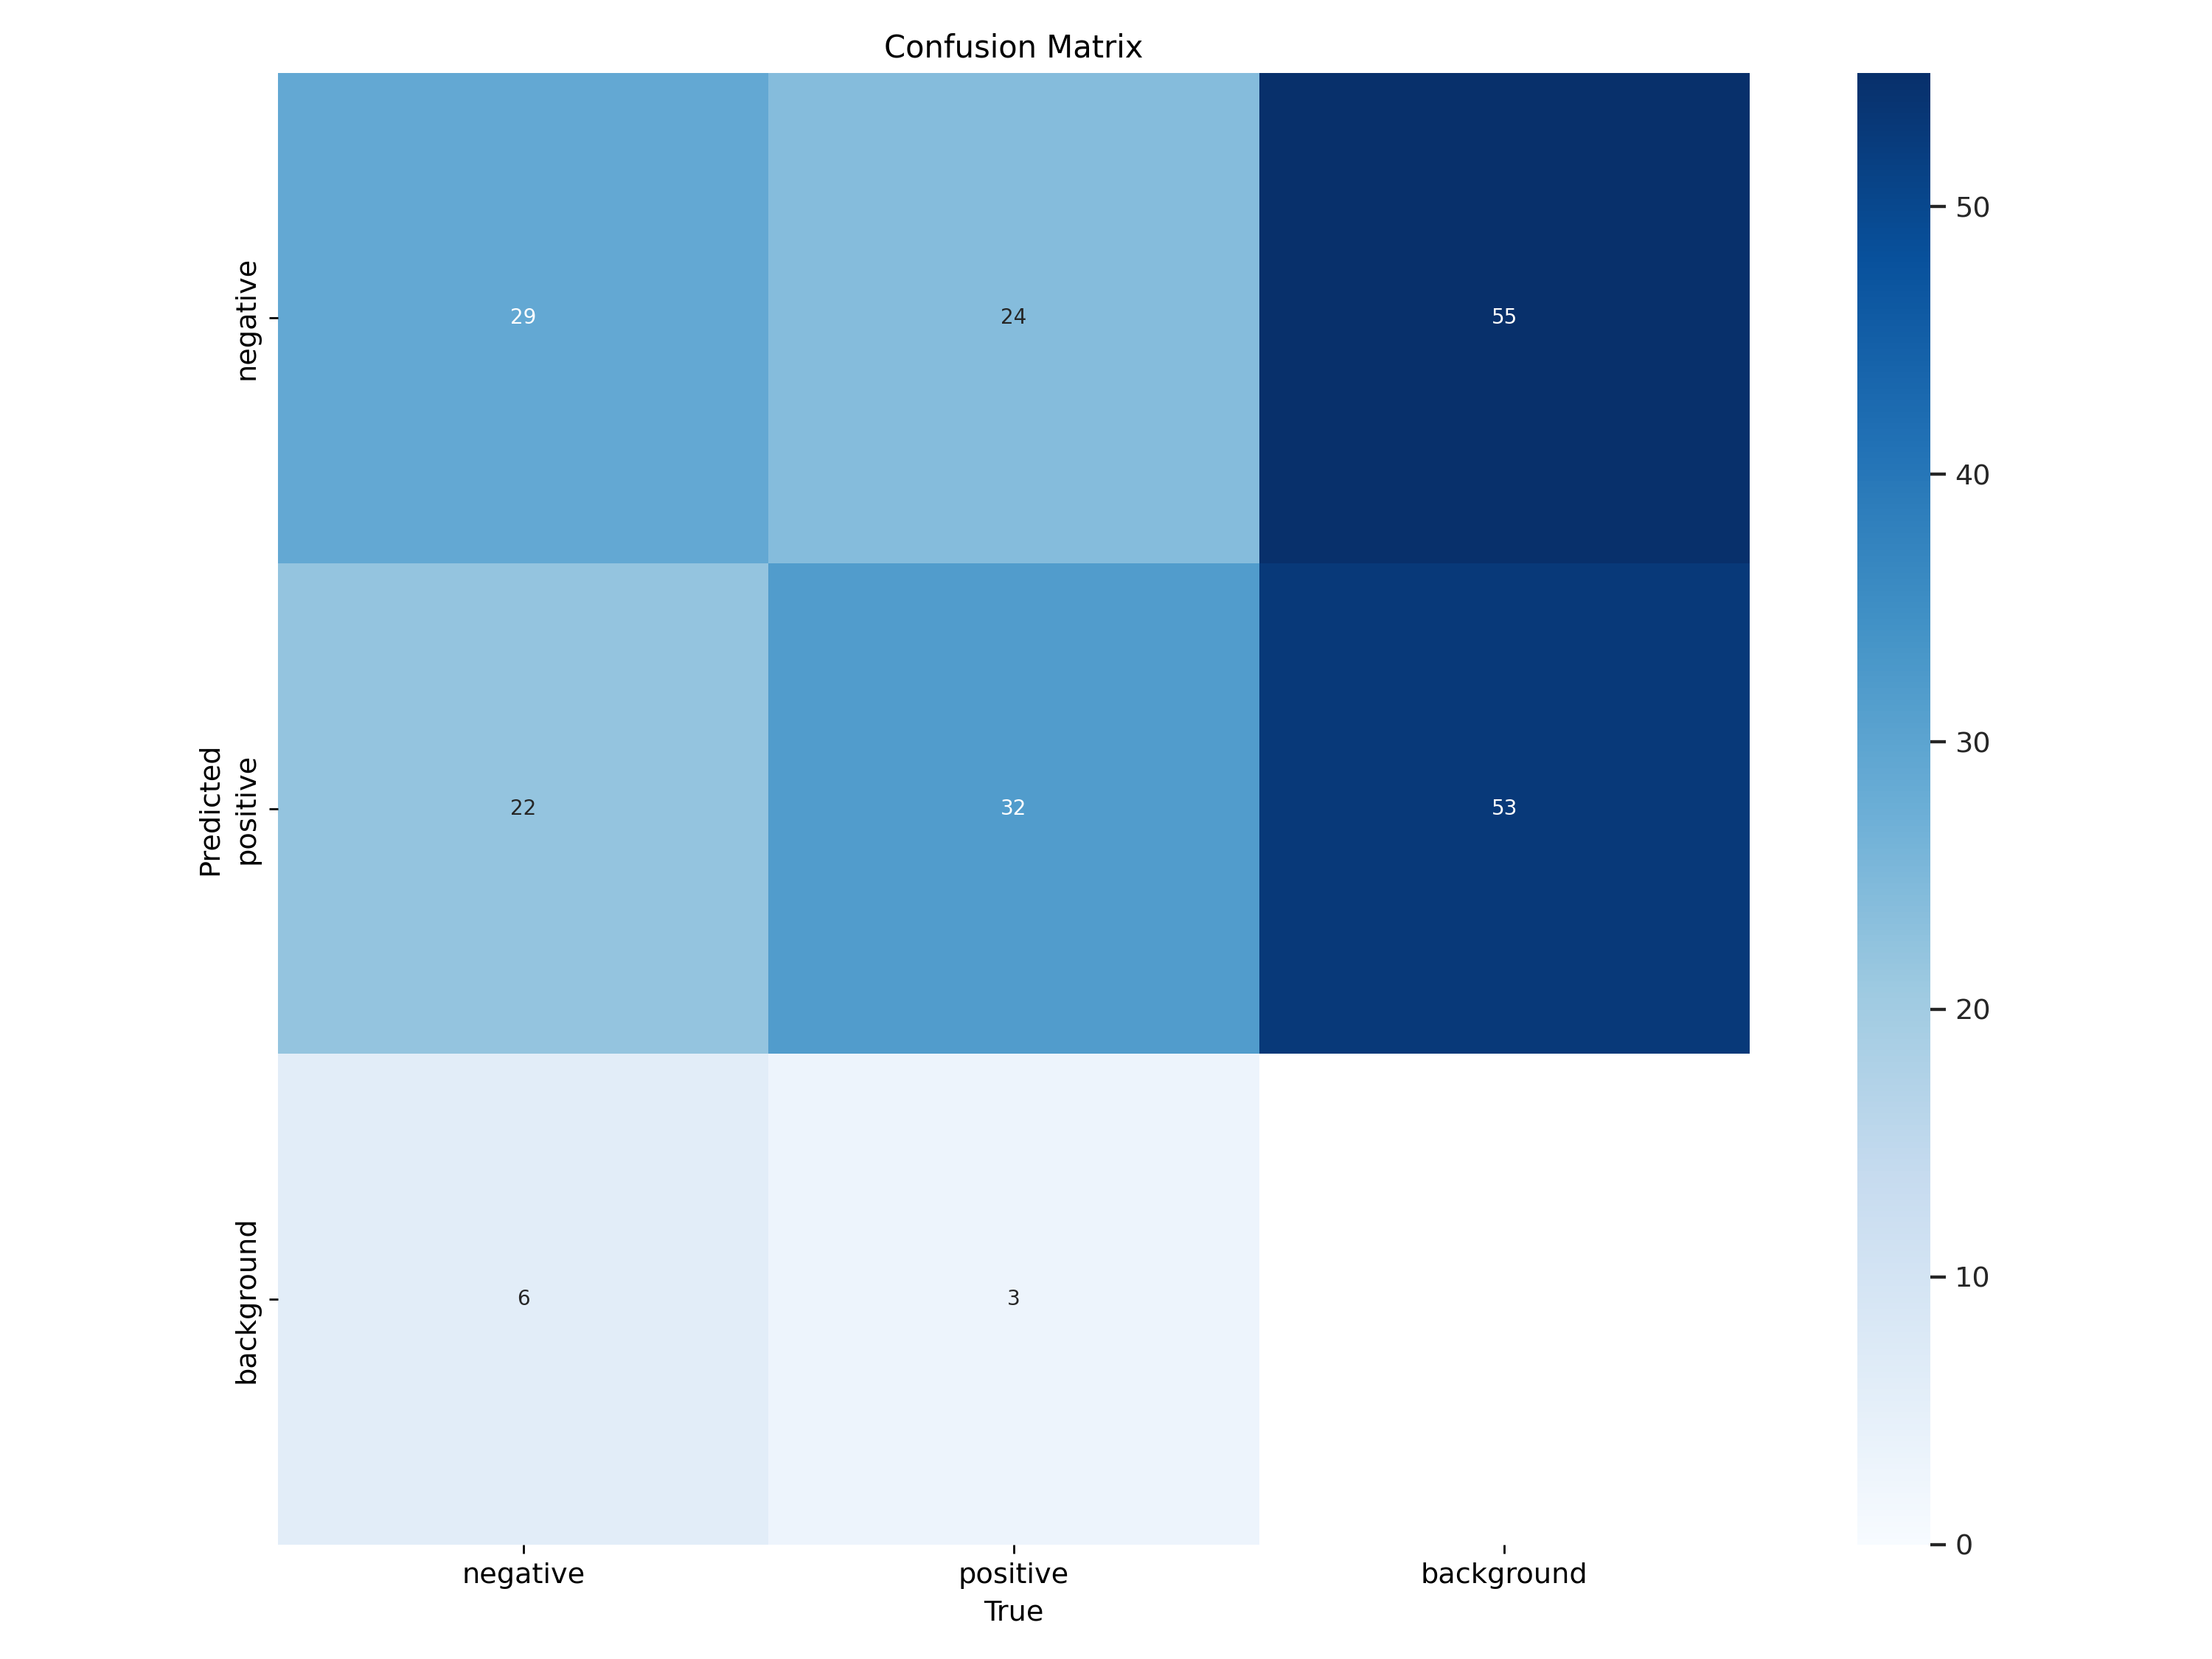 Confusion Matrix
negative
29
24
55
50
40
30
20
10
0
Predicted
positive
22
32
53
background
6
3
negative
positive
background
True